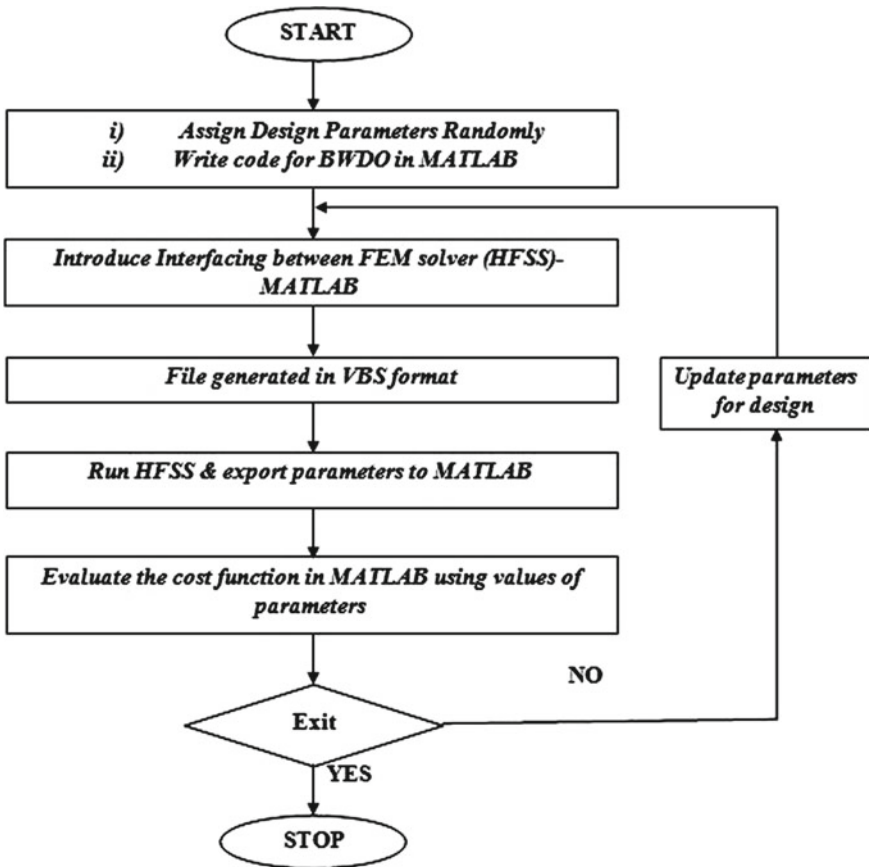 START
i) Assign Design Parameters Randomly
ii) Write code for BWDO in MATLAB
Introduce Interfacing between FEM solver (HFSS)-
MATLAB
File generated in VBS format
Update parameters
for design
Run HFSS & export parameters to MATLAB
Evaluate the cost function in MATLAB using values of
parameters
NO
Exit
YES
STOP